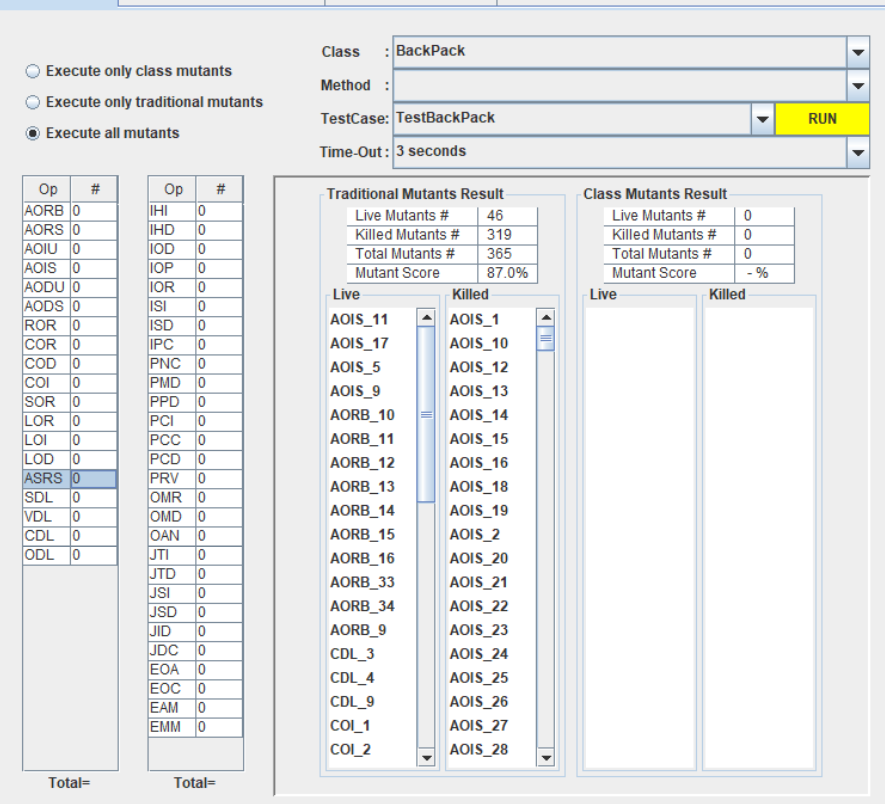 Execute only class mutants
Execute only traditional mutants
Execute all mutants
Class : BackPack
Method :
TestCase: TestBackPack RUN
Time-Out : 3 seconds
Op #
AORB 0
AORS 0
AOIU 0
AOIS 0
AODU 0
AODS 0
ROR 0
COR 0
COD 0
COI 0
SOR 0
LOR 0
LOI 0
LOD 0
ASRS 0
SDL 0
VDL 0
CDL 0
ODL 0
Total=
Op #
IHI 0
IHD 0
IOD 0
IOP 0
IOR 0
ISI 0
ISD 0
IPC 0
PNC 0
PMD 0
PPD 0
PCI 0
PCC 0
PCD 0
PRV 0
OMR 0
OMD 0
OAN 0
JTI 0
JTD 0
JSI 0
JSD 0
JID 0
JDC 0
EOA 0
EOC 0
EAM 0
EMM 0
Total=
Traditional Mutants Result
Live Mutants # 46
Killed Mutants # 319
Total Mutants # 365
Mutant Score 87.0%
Live
AOIS_11
AOIS_17
AOIS_5
AOIS_9
AORB_10
AORB_11
AORB_12
AORB_13
AORB_14
AORB_15
AORB_16
AORB_33
AORB_34
AORB_9
CDL_3
CDL_4
CDL_9
COI_1
COI_2
Killed
AOIS_1
AOIS_10
AOIS_12
AOIS_13
AOIS_14
AOIS_15
AOIS_16
AOIS_18
AOIS_19
AOIS_2
AOIS_20
AOIS_21
AOIS_22
AOIS_23
AOIS_24
AOIS_25
AOIS_26
AOIS_27
AOIS_28
Class Mutants Result
Live Mutants # 0
Killed Mutants # 0
Total Mutants # 0
Mutant Score - %
Live
Killed